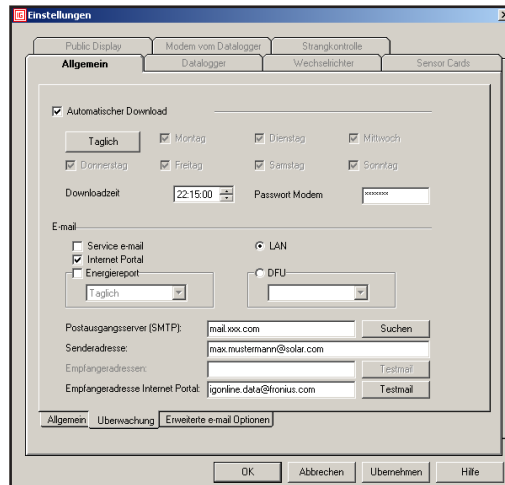 IG Einstellungen
Public Display Modem vom Datalogger Strangkontrolle
Allgemein Datalogger Wechselrichter Sensor Cards
Automatischer Download
Taglich Montag Dienstag Mittwoch
Donnerstag Freitag Samstag Sonntag
Downloadzeit 22:15:00 Passwort Modem xxxxxxx
E-mail
Service e-mail LAN
Internet Portal
Energiereport DFU
Taglich
Postausgangsserver (SMTP): mail.xxx.com Suchen
Senderadresse: max.mustermann@solar.com
Empfangeradressen: Testmaf
Empfangeradresse Internet Portal: igonline.data@fronius.com Testmail
Allgemein Uberwachung Erweiterte e-mail Optionen
OK Abbrechen Ubernehmen Hilfe